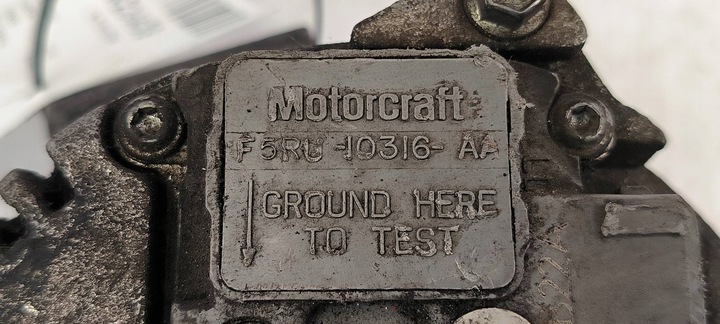 Motorcraft
F5RU-10316-AA
GROUND HERE
TO TEST